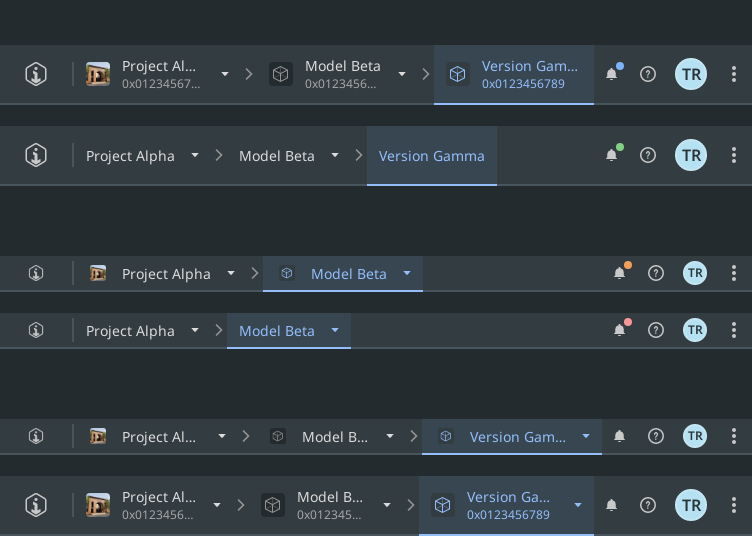 Project Al... Model Beta Version Gam... TR
0x01234567... 0x0123456... 0x0123456789
Project Alpha Model Beta Version Gamma TR
Project Alpha Model Beta TR
Project Alpha Model Beta TR
Project Al... Model B... Version Gam... TR
Project Al... Model B... Version Ga... TR
0x0123456... 0x012345... 0x0123456789